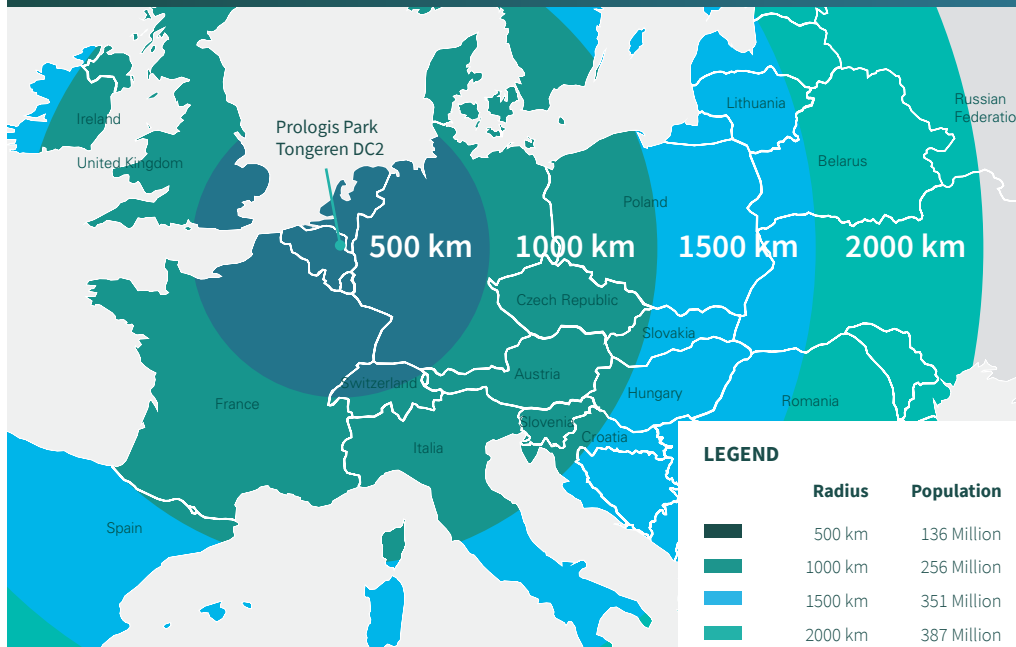 Lithuania
Russian
Federatio
Ireland
Prologis Park
Tongeren DC2
United Kingdom
Belarus
Poland
500 km
1000 km
1500 km
2000 km
Czech Republic
Slovakia
Austria
Switzerland
Hungary
France
Romania
Slovenia
Croatia
Italia
Spain
LEGEND
Radius Population
500 km 136 Million
1000 km 256 Million
1500 km 351 Million
2000 km 387 Million